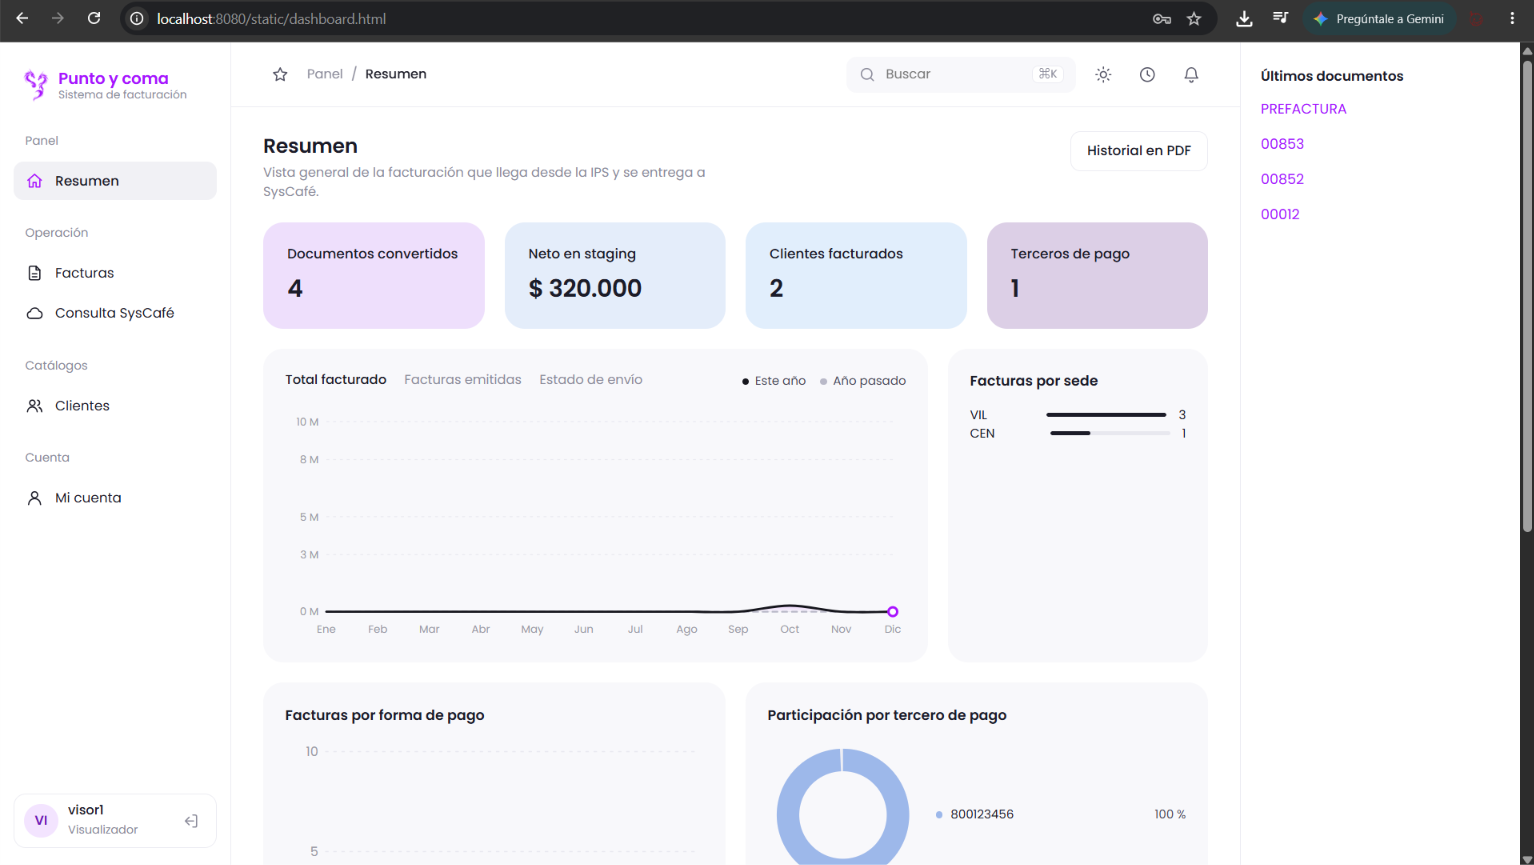 localhost:8080/static/dashboard.html
Pregúntale a Gemini
Punto y coma
Sistema de facturación
Panel
Resumen
Operación
Facturas
Consulta SysCafé
Catálogos
Clientes
Cuenta
Mi cuenta
VI
visor1
Visualizador
Panel / Resumen
Buscar
⌘K
Resumen
Vista general de la facturación que llega desde la IPS y se entrega a
SysCafé.
Historial en PDF
Documentos convertidos
4
Neto en staging
$ 320.000
Clientes facturados
2
Terceros de pago
1
Total facturado Facturas emitidas Estado de envío
Este año Año pasado
10 M
8 M
5 M
3 M
0 M
Ene Feb Mar Abr May Jun Jul Ago Sep Oct Nov Dic
Facturas por sede
VIL 3
CEN 1
Facturas por forma de pago
10
5
Participación por tercero de pago
800123456 100 %
Últimos documentos
PREFACTURA
00853
00852
00012